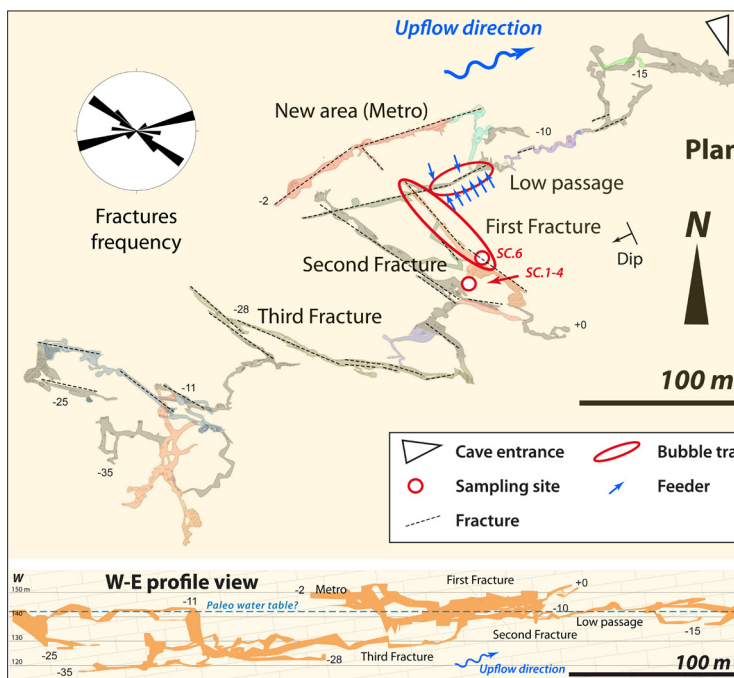 Upflow direction
-15
New area (Metro)
-10
Plan
Low passage
-2
Fractures
frequency
First Fracture
N
SC.6
Second Fracture
Dip
SC.1-4
-28
Third Fracture
+0
-11
100 m
-25
-35
Cave entrance
Bubble tra
Sampling site
Feeder
Fracture
W
W-E profile view
150 m
-2
Metro
First Fracture
+0
-11
Paleo water table?
140
-10
Low passage
130
Second Fracture
-15
-25
-28
Third Fracture
120
-35
Upflow direction
100 m